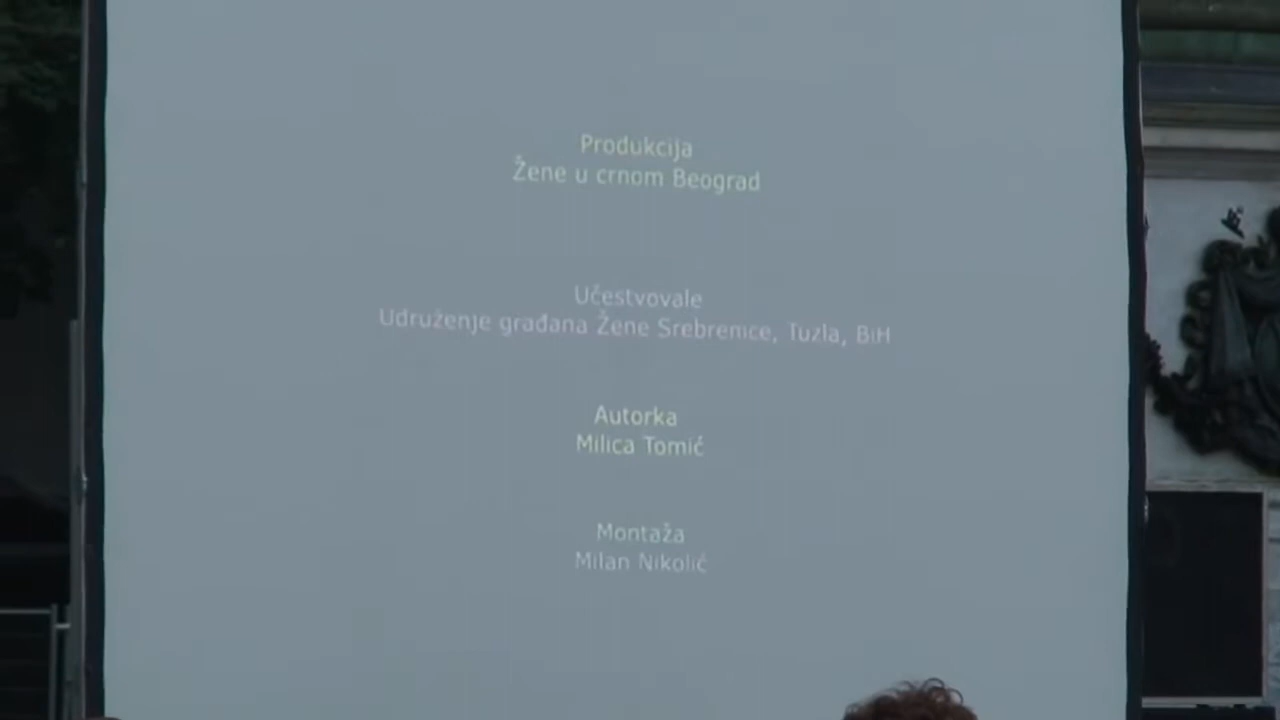 Produkcija
Žene u crnom Beograd
Učestvovale
Udruženje građana Žene Srebrenice, Tuzla, BiH
Autorka
Milica Tomić
Montaža
Milan Nikolić